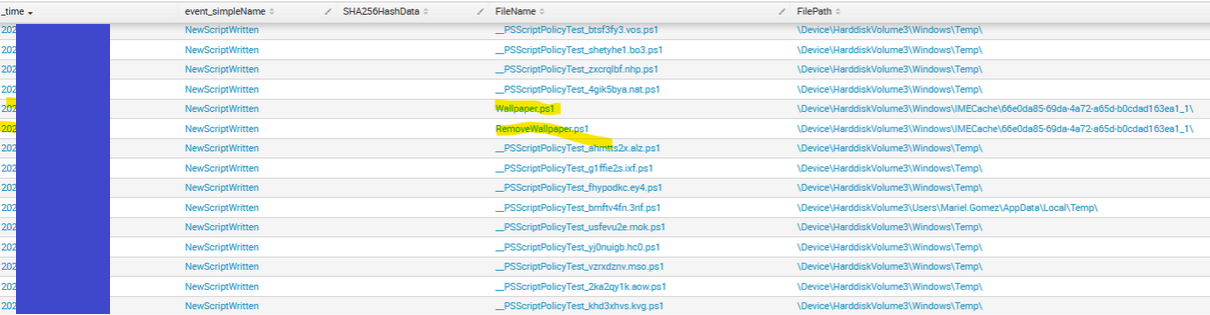 _time event_simpleName SHA256HashData FileName FilePath
202 NewScriptWritten __PSScriptPolicyTest_btsf3fy3.vos.ps1 \Device\HarddiskVolume3\Windows\Temp\
202 NewScriptWritten __PSScriptPolicyTest_shetyhe1.bo3.ps1 \Device\HarddiskVolume3\Windows\Temp\
202 NewScriptWritten __PSScriptPolicyTest_zxcrqlbf.nhp.ps1 \Device\HarddiskVolume3\Windows\Temp\
202 NewScriptWritten __PSScriptPolicyTest_4gik5bya.nat.ps1 \Device\HarddiskVolume3\Windows\Temp\
202 NewScriptWritten Wallpaper.ps1 \Device\HarddiskVolume3\Windows\IMECache\66e0da85-69da-4a72-a65d-b0cdad163ea1_1\
202 NewScriptWritten RemoveWallpaper.ps1 \Device\HarddiskVolume3\Windows\IMECache\66e0da85-69da-4a72-a65d-b0cdad163ea1_1\
202 NewScriptWritten __PSScriptPolicyTest_ahmtts2x.alz.ps1 \Device\HarddiskVolume3\Windows\Temp\
202 NewScriptWritten __PSScriptPolicyTest_g1ffie2s.ixf.ps1 \Device\HarddiskVolume3\Windows\Temp\
202 NewScriptWritten __PSScriptPolicyTest_fhypodkc.ey4.ps1 \Device\HarddiskVolume3\Windows\Temp\
202 NewScriptWritten __PSScriptPolicyTest_bmftv4fn.3nf.ps1 \Device\HarddiskVolume3\Users\Mariel.Gomez\AppData\Local\Temp\
202 NewScriptWritten __PSScriptPolicyTest_usfevu2e.mok.ps1 \Device\HarddiskVolume3\Windows\Temp\
202 NewScriptWritten __PSScriptPolicyTest_yj0nuigb.hc0.ps1 \Device\HarddiskVolume3\Windows\Temp\
202 NewScriptWritten __PSScriptPolicyTest_vzrxdznv.mso.ps1 \Device\HarddiskVolume3\Windows\Temp\
202 NewScriptWritten __PSScriptPolicyTest_2ka2qy1k.aow.ps1 \Device\HarddiskVolume3\Windows\Temp\
202 NewScriptWritten __PSScriptPolicyTest_khd3xhvs.kvg.ps1 \Device\HarddiskVolume3\Windows\Temp\